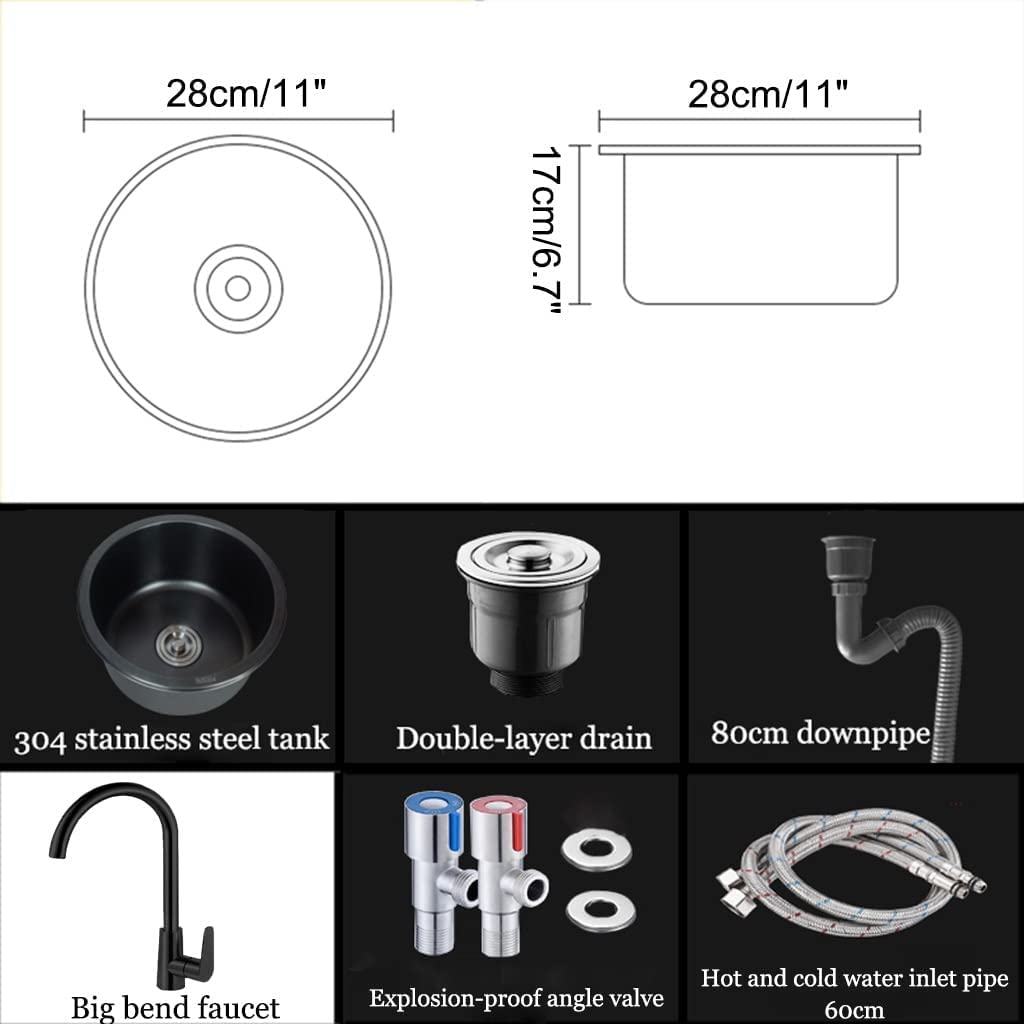 28cm/11"
28cm/11"
17cm/6.7"
304 stainless steel tank
Double-layer drain
80cm downpipe
Big bend faucet
Explosion-proof angle valve
Hot and cold water inlet pipe
60cm